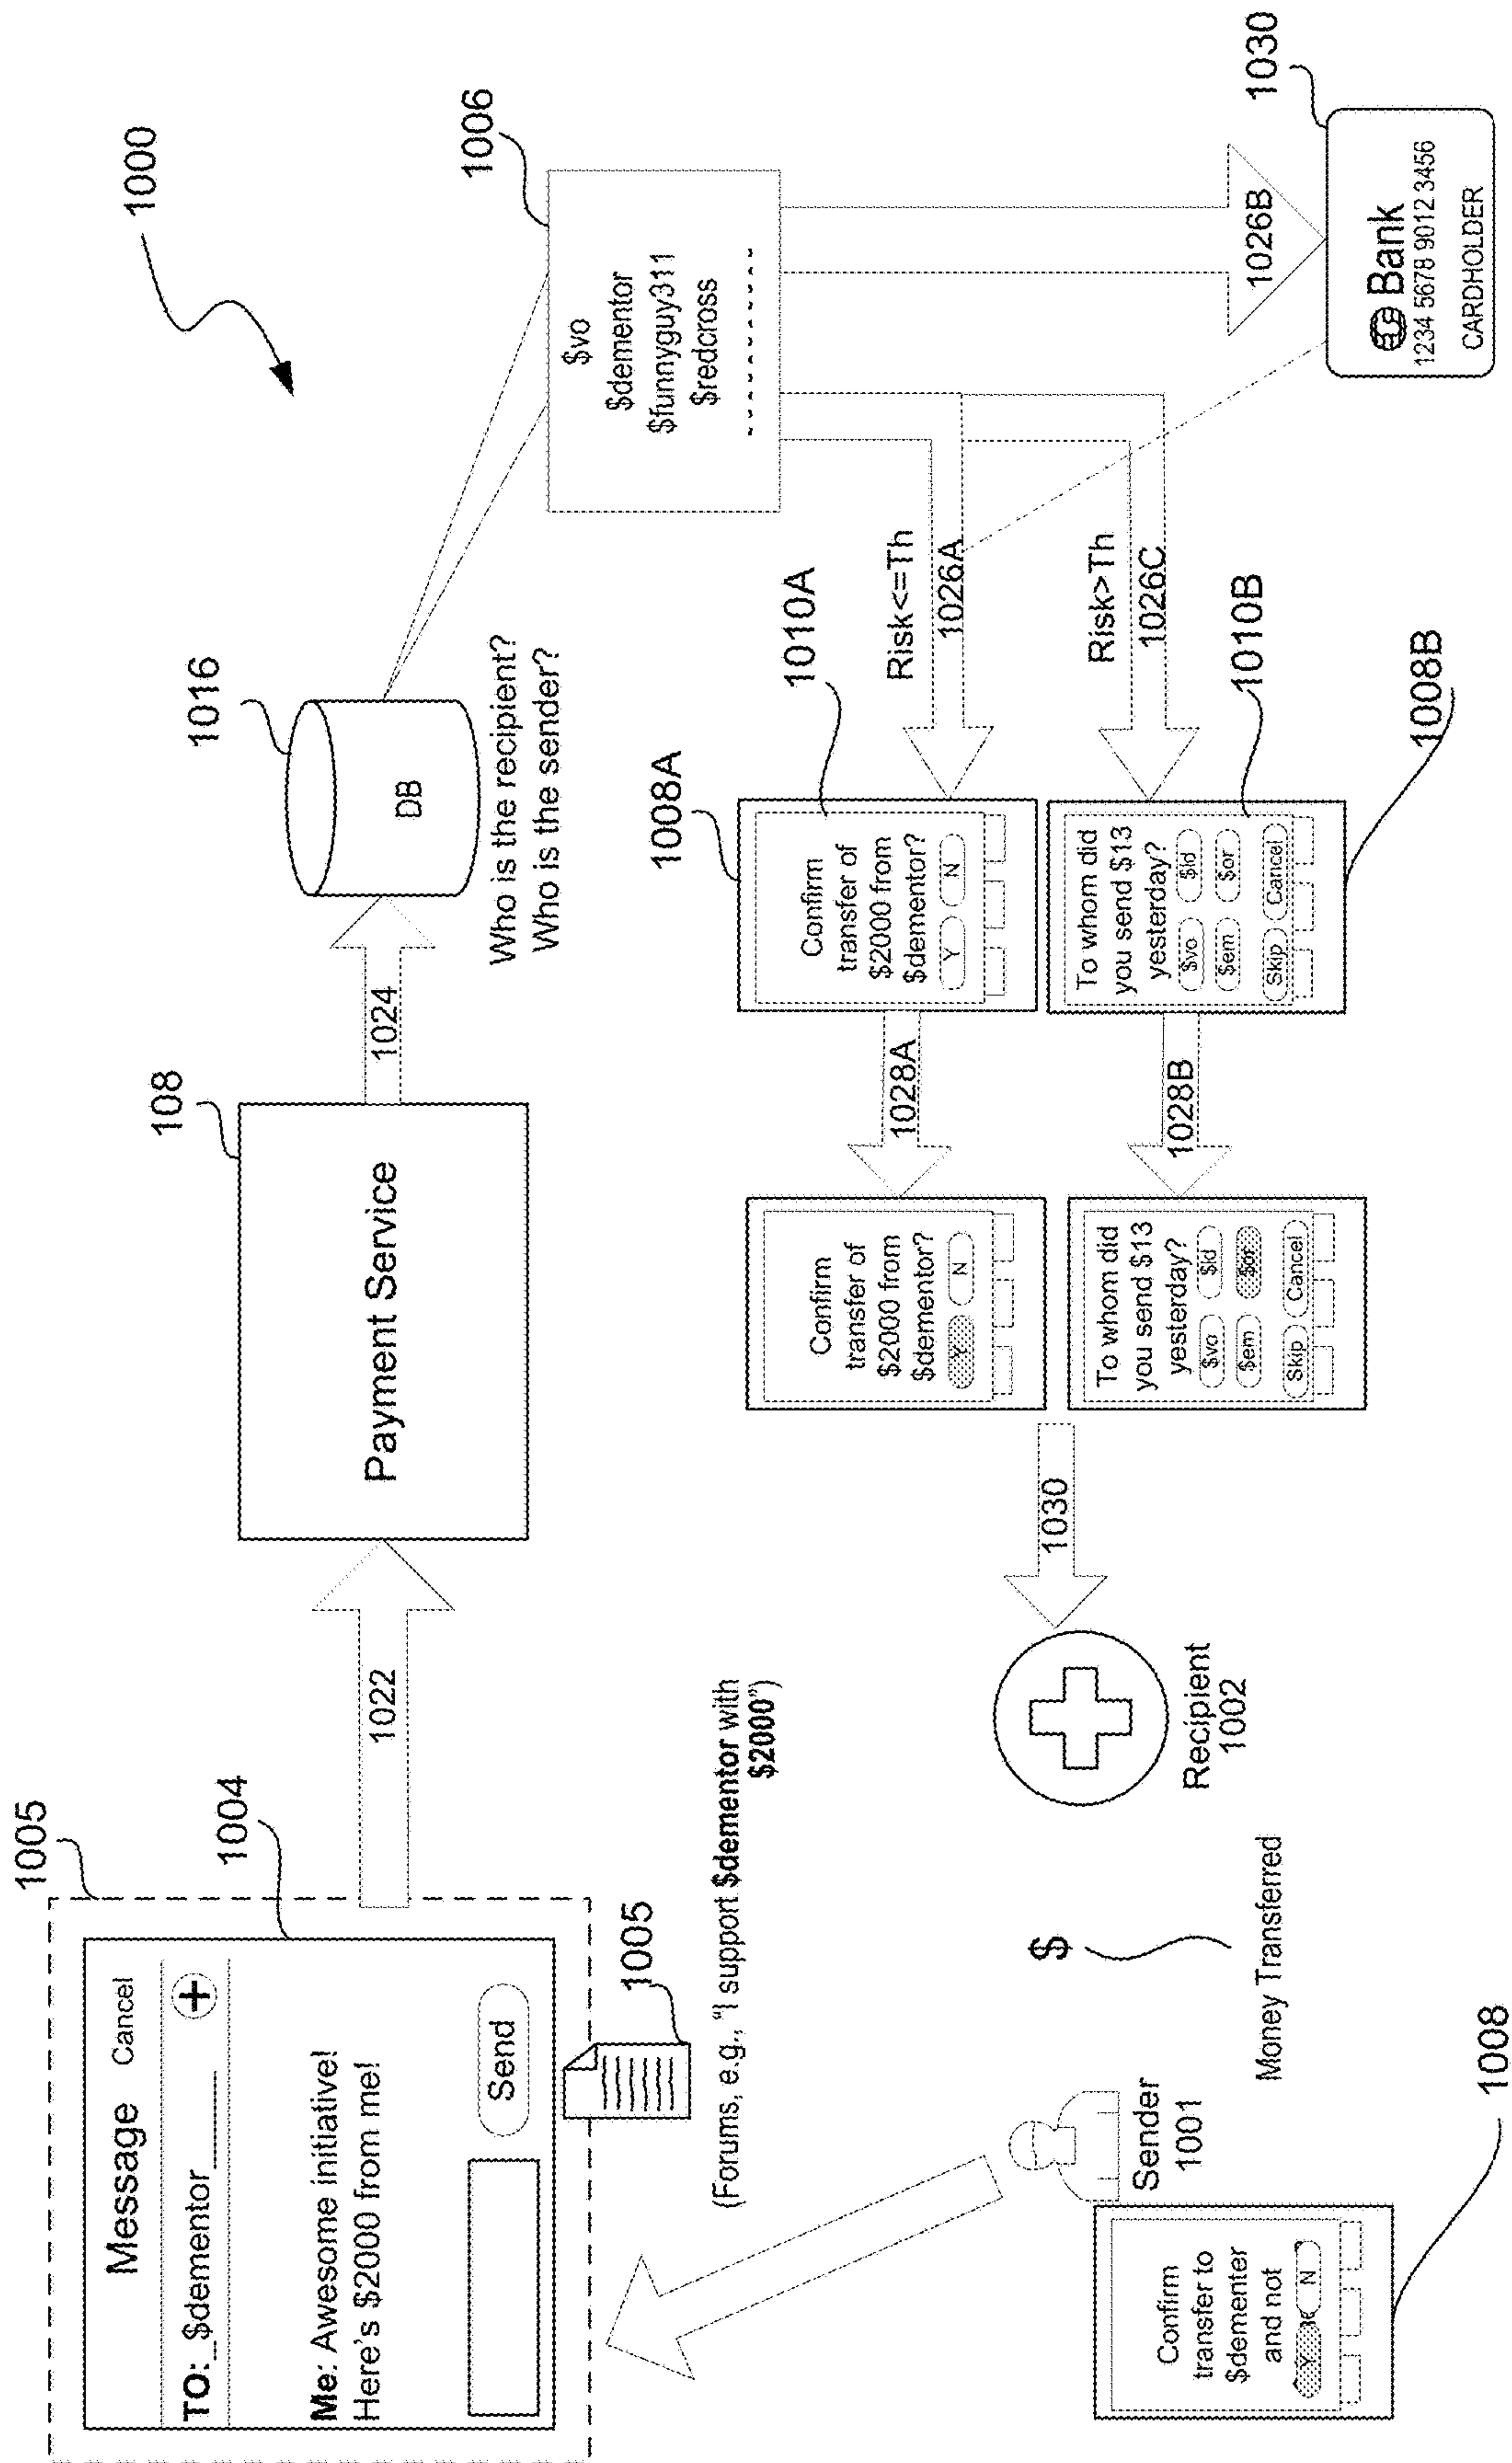 1000
1005
1004
Message
Cancel
TO:_$dementor
+
Me: Awesome initiative!
Here's $2000 from me!
Send
1005
(Forums, e.g., "I support $dementor with
$2000")
1022
108
Payment Service
1024
1016
DB
Who is the recipient?
Who is the sender?
1006
$vo
$dementor
$funnyguy311
$redcross
1026B
1030
Bank
1234 5678 9012 3456
CARDHOLDER
Risk<=Th
1026A
Risk>Th
1026C
1008A
1010A
Confirm
transfer of
$2000 from
$dementor?
Y N
1010B
1008B
To whom did
you send $13
yesterday?
$vo $id
$em $or
Skip Cancel
1028A
1028B
Confirm
transfer of
$2000 from
$dementor?
Y N
To whom did
you send $13
yesterday?
$vo $id
$em $or
Skip Cancel
1030
Recipient
1002
$
Money Transferred
Sender
1001
1008
Confirm
transfer to
$dementer
and not
Y N